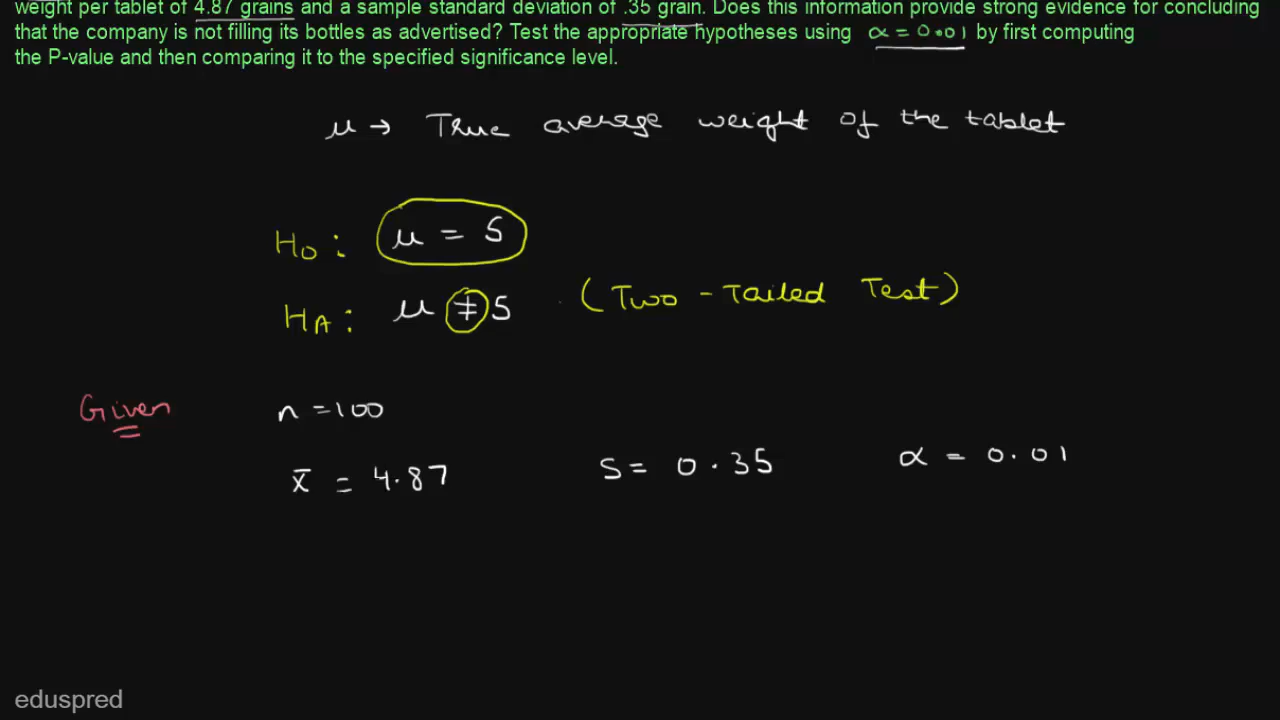 weight per tablet of 4.87 grains and a sample standard deviation of .35 grain. Does this information provide strong evidence for concluding
that the company is not filling its bottles as advertised? Test the appropriate hypotheses using α = 0.01 by first computing
the P-value and then comparing it to the specified significance level.
μ → True average weight of the tablet
H0: μ = 5
HA: μ ≠ 5 (Two-Tailed Test)
Given n = 100
x̄ = 4.87 S = 0.35 α = 0.01
eduspred